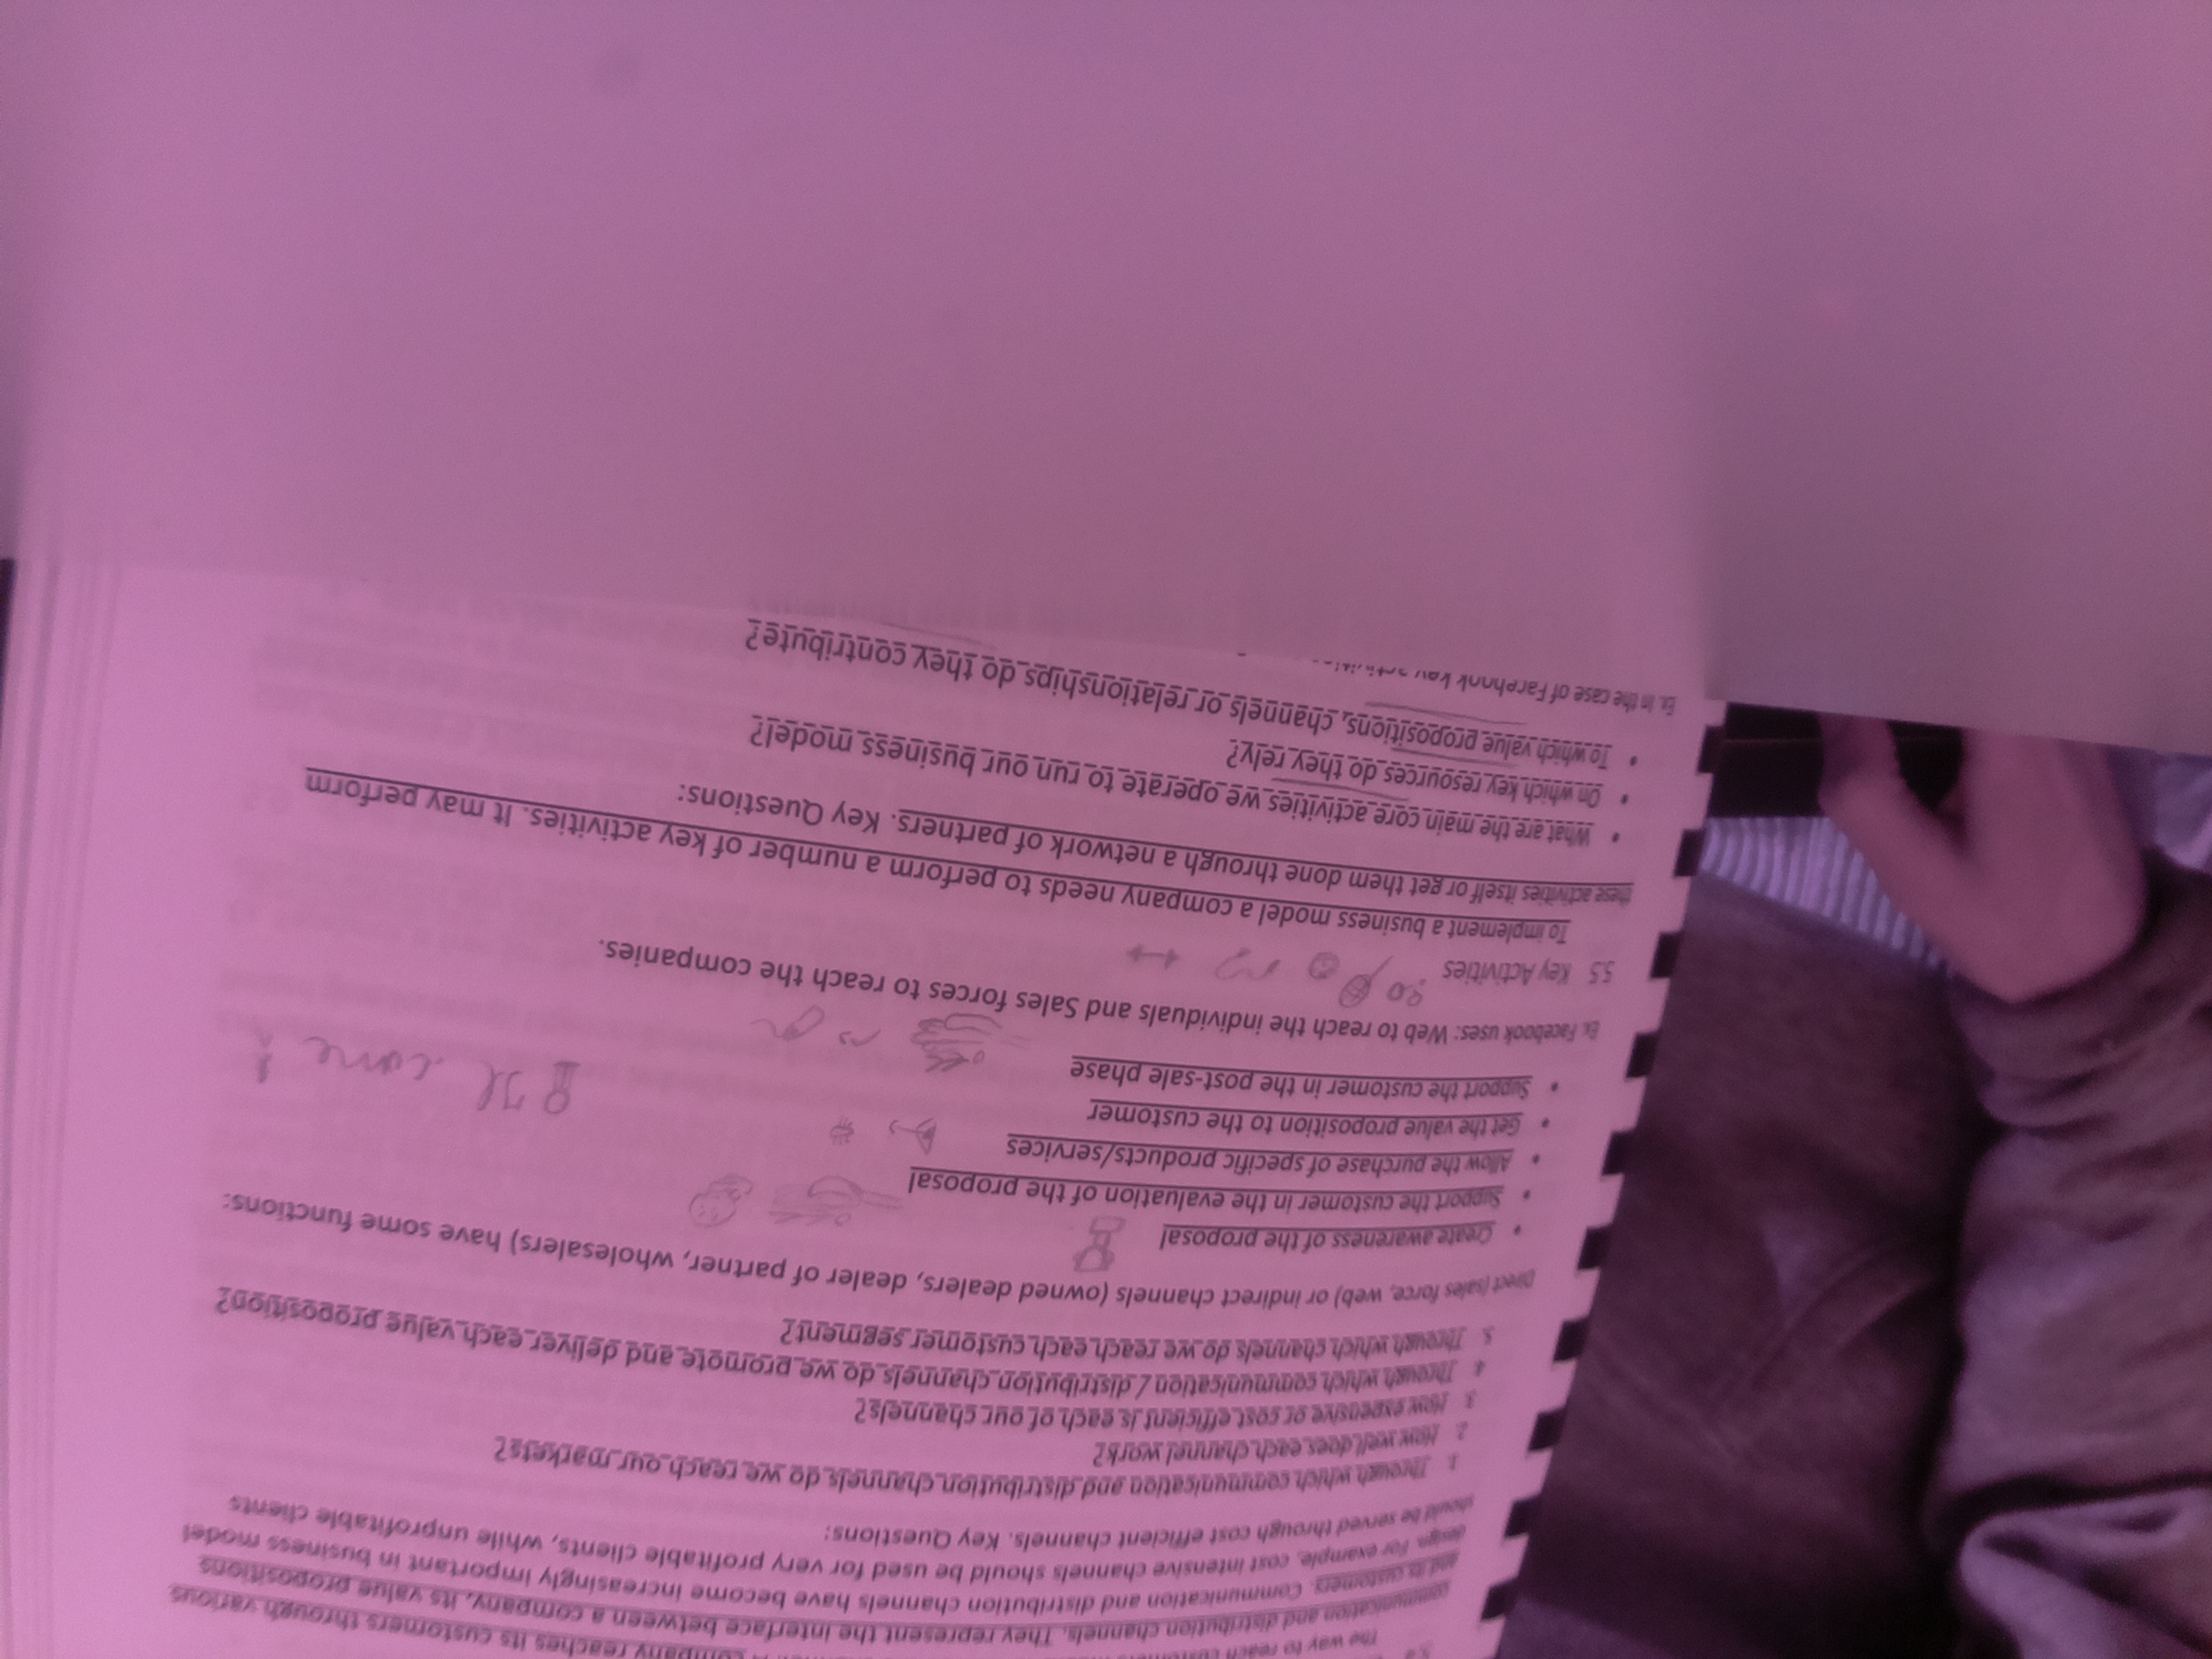 The way to reach customers company reaches its customers through various
communication and distribution channels. They represent the interface between a company, its value propositions
and its customers. Communication and distribution channels have become increasingly important in business model
design. For example, cost intensive channels should be used for very profitable clients, while unprofitable clients
should be served through cost efficient channels. Key Questions:
1. Through which communication and distribution channels do we reach our markets?
2. How well does each channel work?
3. How expensive or cost efficient is each of our channels?
4. Through which communication / distribution channels do we promote and deliver each value proposition?
5. Through which channels do we reach each customer segment?
Direct (sales force, web) or indirect channels (owned dealers, dealer of partner, wholesalers) have some functions:
• Create awareness of the proposal
• Support the customer in the evaluation of the proposal
• Allow the purchase of specific products/services
• Get the value proposition to the customer
• Support the customer in the post-sale-post phase
Ex. Facebook uses: Web to reach the individuals and Sales forces to reach the companies.
5.5 Key Activities
To implement a business model a company needs to perform a number of key activities. It may perform
these activities itself or get them done through a network of partners. Key Questions:
• What are the main core activities we operate to run our business model?
• On which key resources do they rely?
• To which value propositions, channels or relationships do they contribute?
Ex. In the case of Facebook key